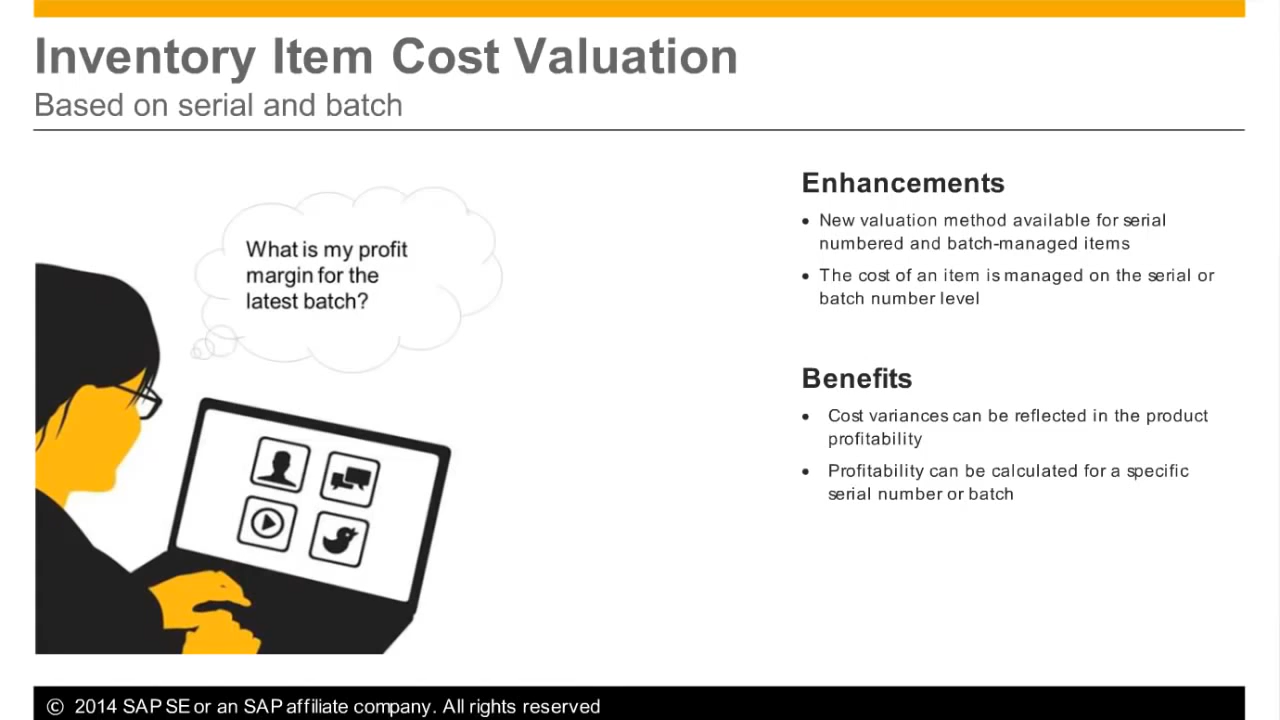 Inventory Item Cost Valuation
Based on serial and batch
What is my profit
margin for the
latest batch?
Enhancements
• New valuation method available for serial
numbered and batch-managed items
• The cost of an item is managed on the serial or
batch number level
Benefits
• Cost variances can be reflected in the product
profitability
• Profitability can be calculated for a specific
serial number or batch
© 2014 SAP SE or an SAP affiliate company. All rights reserved